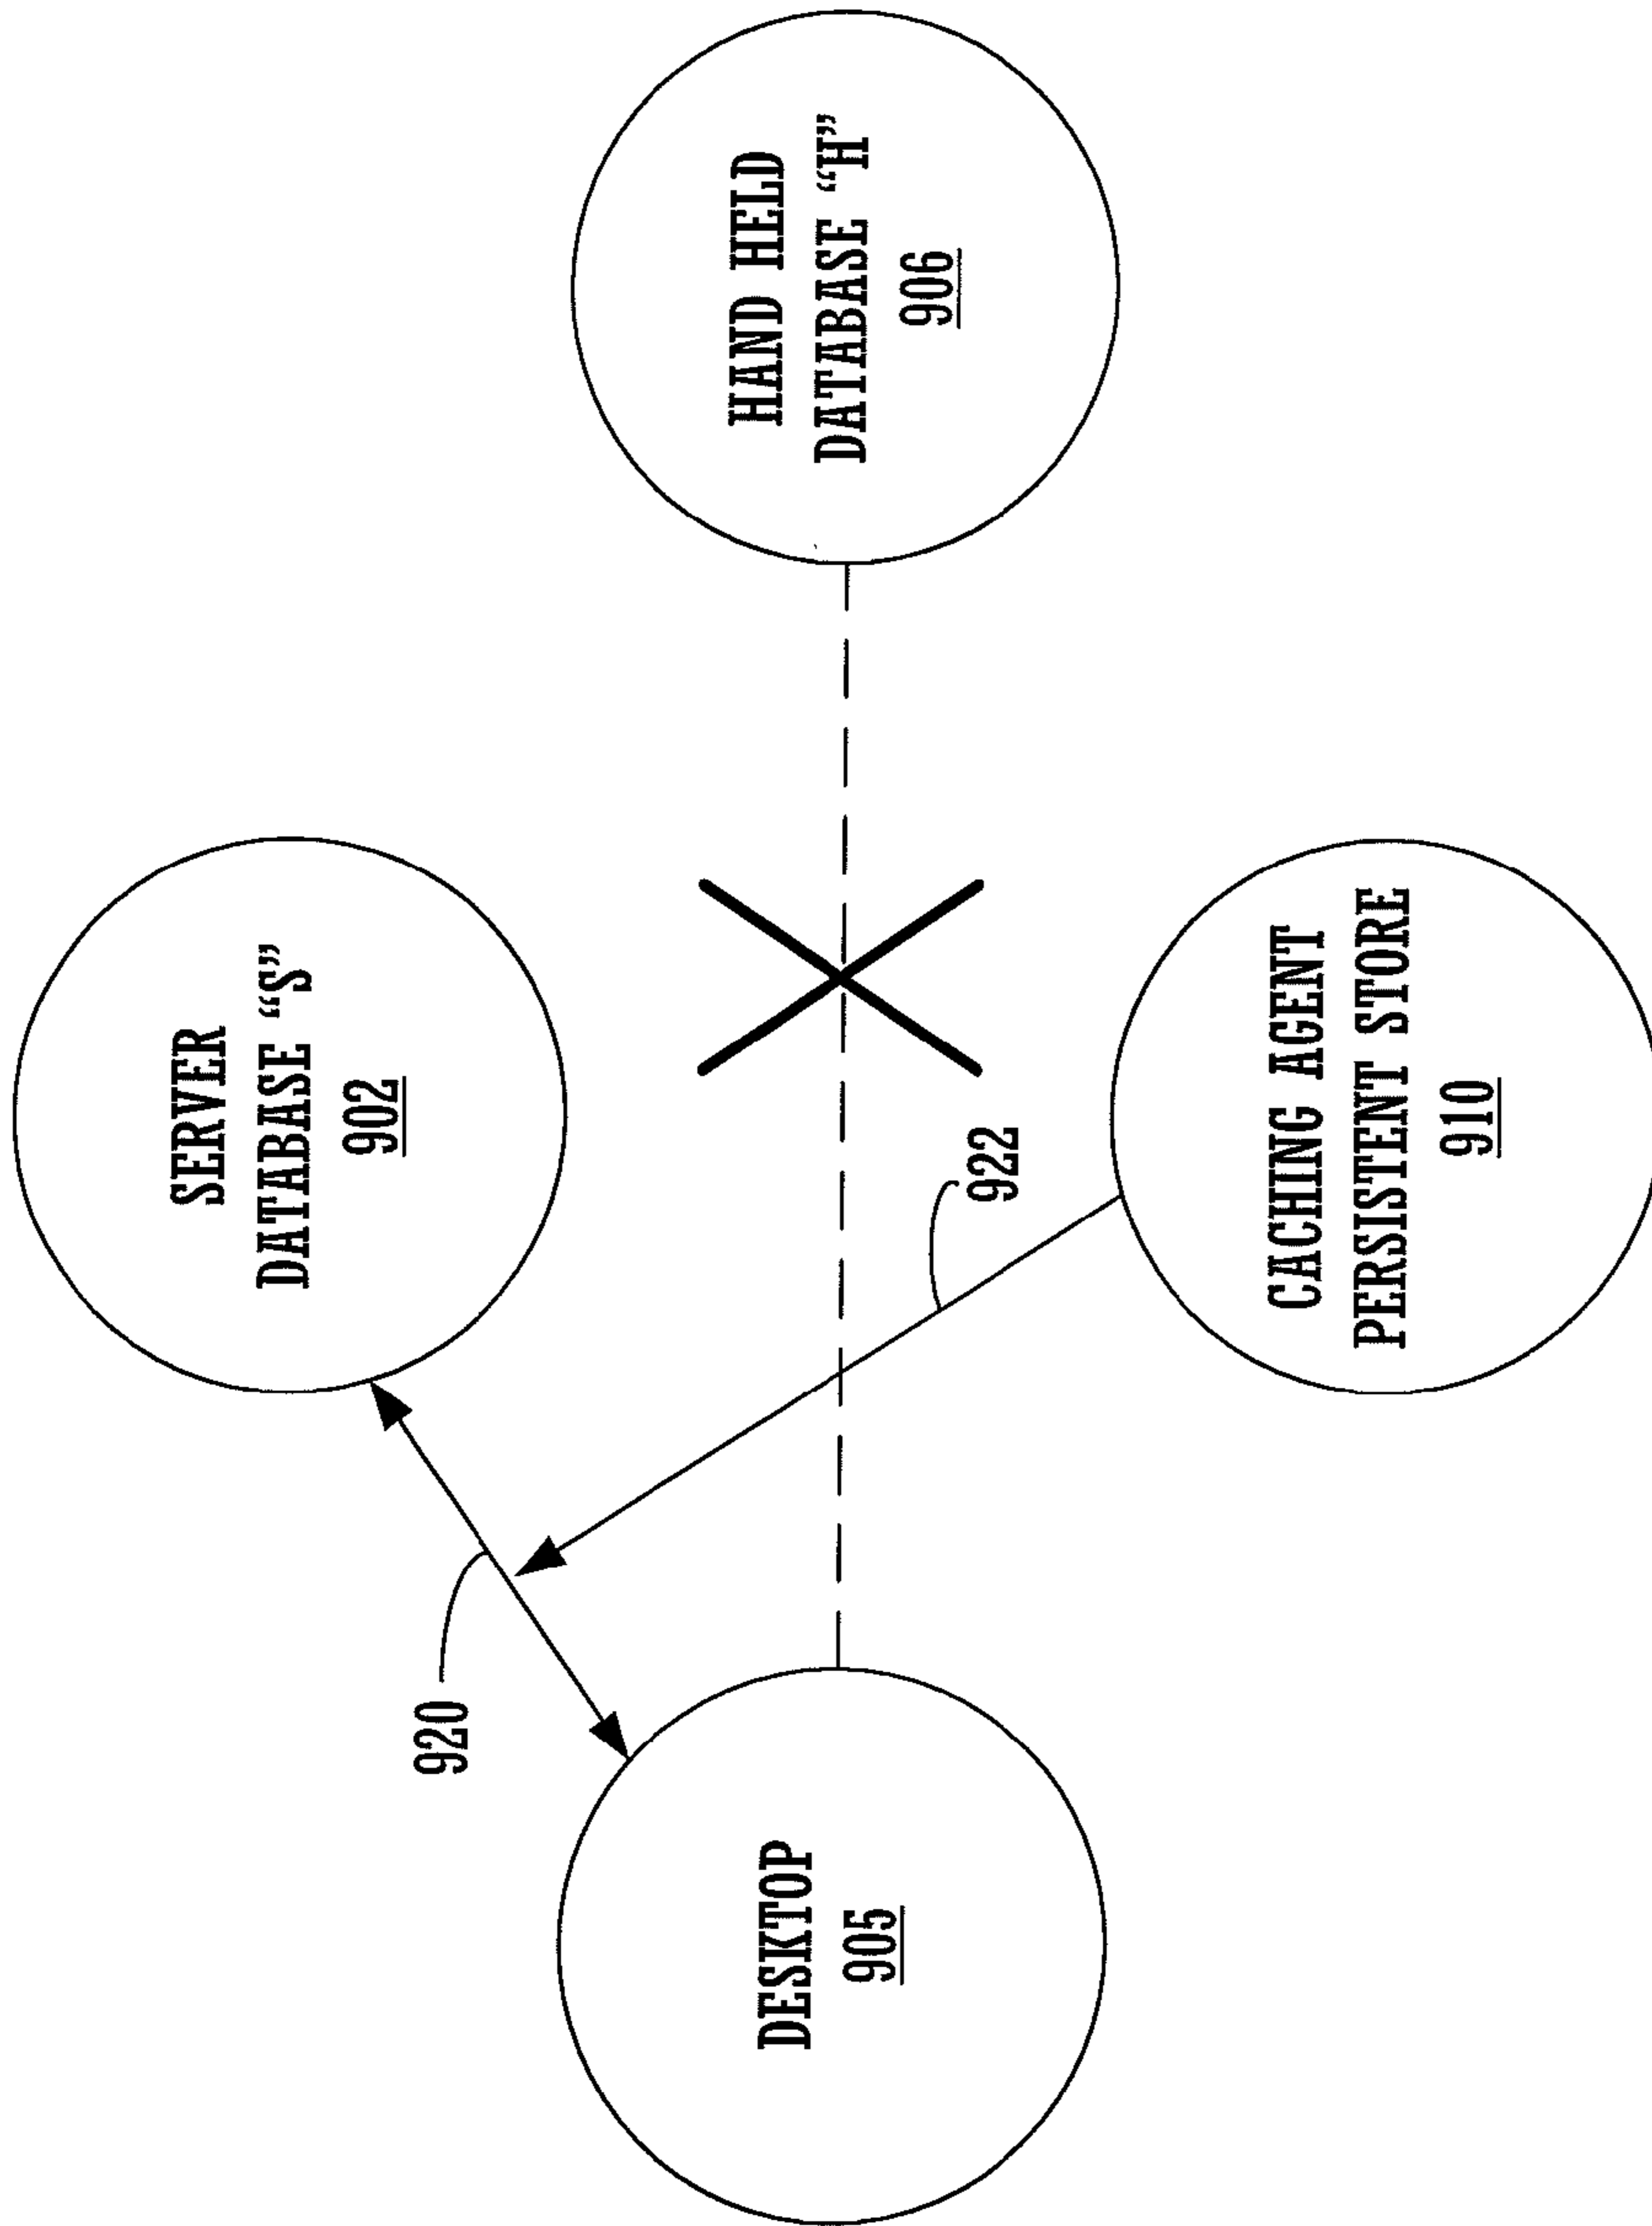 SERVER
DATABASE “S”
902
920
DESKTOP
905
922
HAND HELD
DATABASE “H”
906
CACHING AGENT
PERSISTENT STORE
910